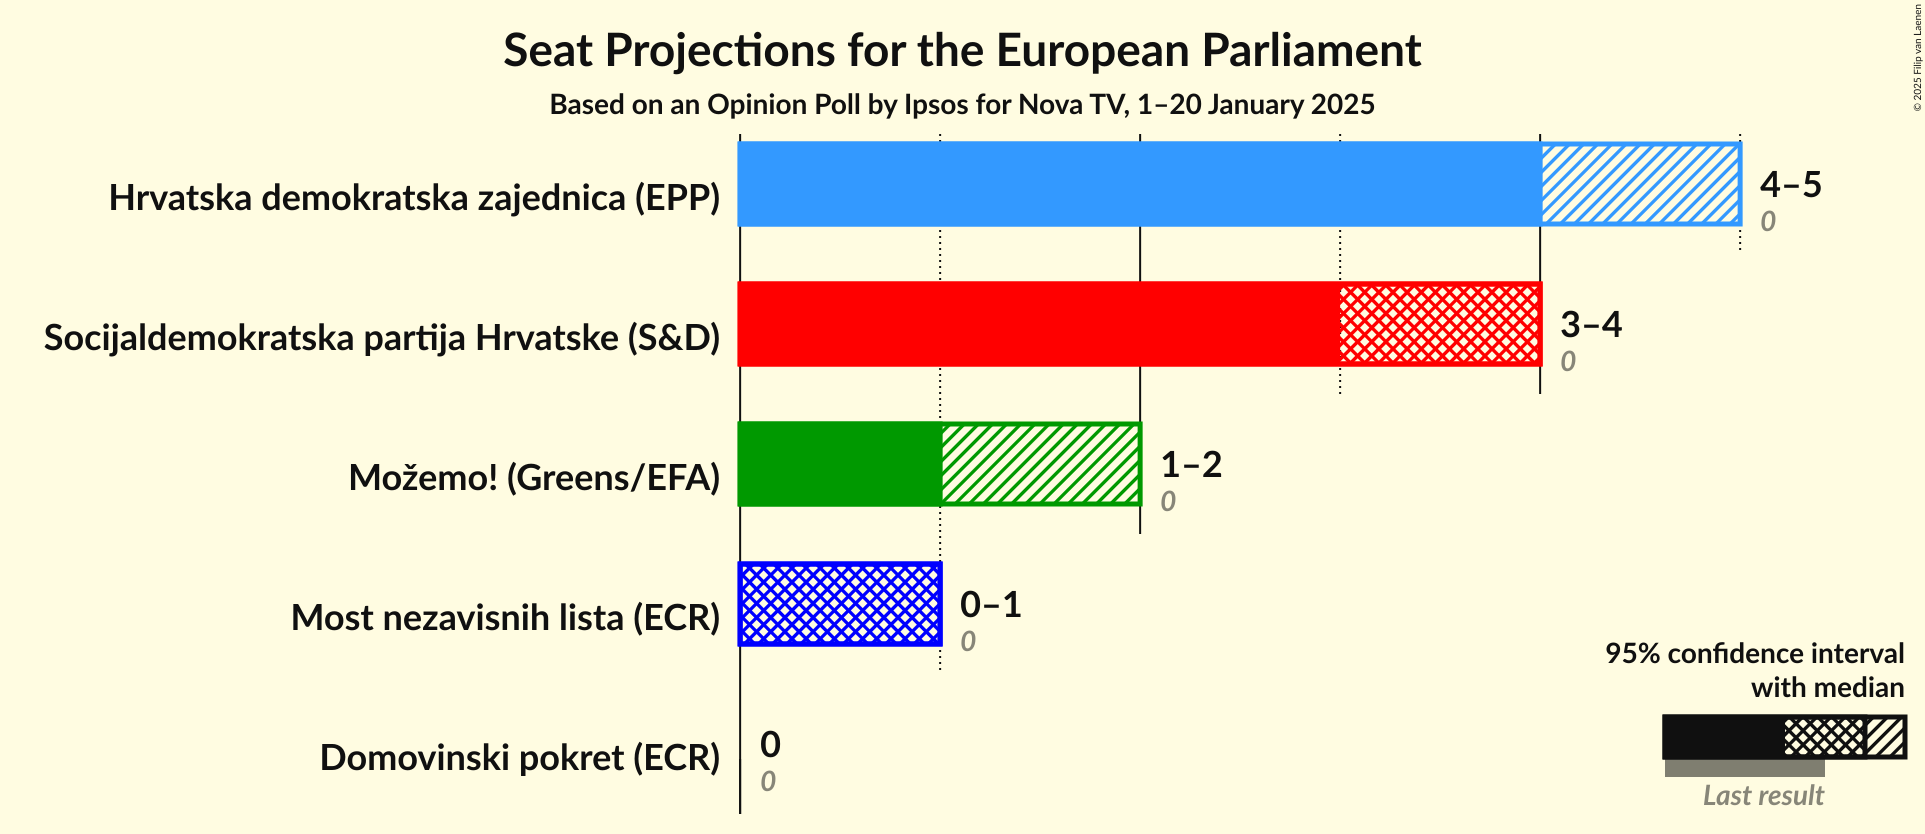 Seat Projections for the European Parliament
Based on an Opinion Poll by Ipsos for Nova TV, 1–20 January 2025
© 2025 Filip van Laenen
Hrvatska demokratska zajednica (EPP)
4–5
0
Socijaldemokratska partija Hrvatske (S&D)
3–4
0
Možemo! (Greens/EFA)
1–2
0
Most nezavisnih lista (ECR)
0–1
0
Domovinski pokret (ECR)
0
0
95% confidence interval
with median
Last result